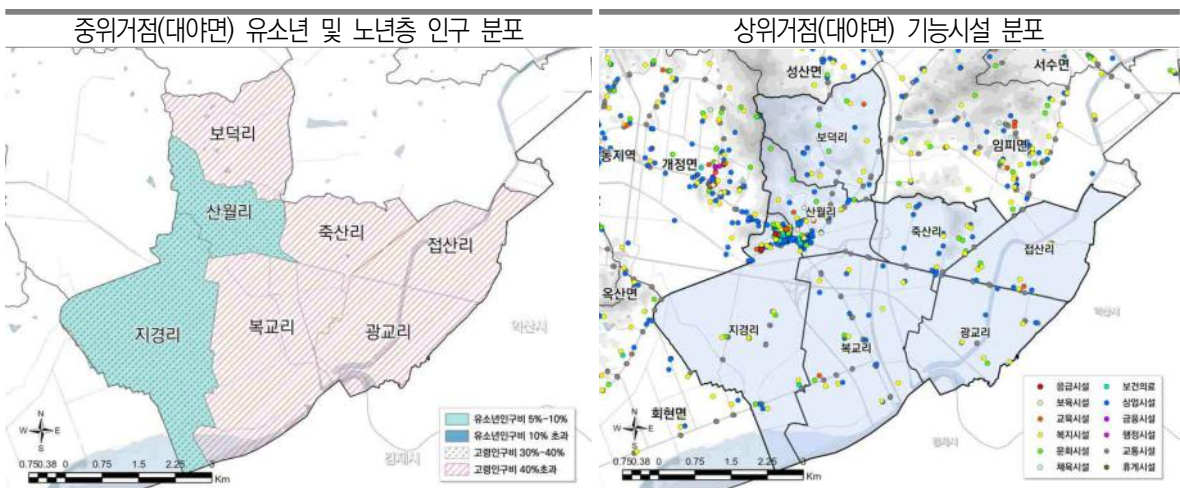 중위거점(대야면) 유소년 및 노년층 인구 분포
보덕리
산월리
죽산리
접산리
지경리
복교리
광교리
익산시
김제시
유소년인구비 5%-10%
유소년인구비 10% 초과
고령인구비 30%-40%
고령인구비 40%초과
N
W E
S
0.75 0.38 0 0.75 1.5 2.25 3
Km
상위거점(대야면) 기능시설 분포
성산면
서수면
보덕리
동지역
개정면
임피면
산월리
죽산리
접산리
옥산면
익산시
지경리
복교리
광교리
회현면
김제시
응급시설
보육시설
교육시설
복지시설
문화시설
체육시설
보건의료
상업시설
금융시설
행정시설
교통시설
휴게시설
N
W E
S
0.75 0.38 0 0.75 1.5 2.25 3
Km